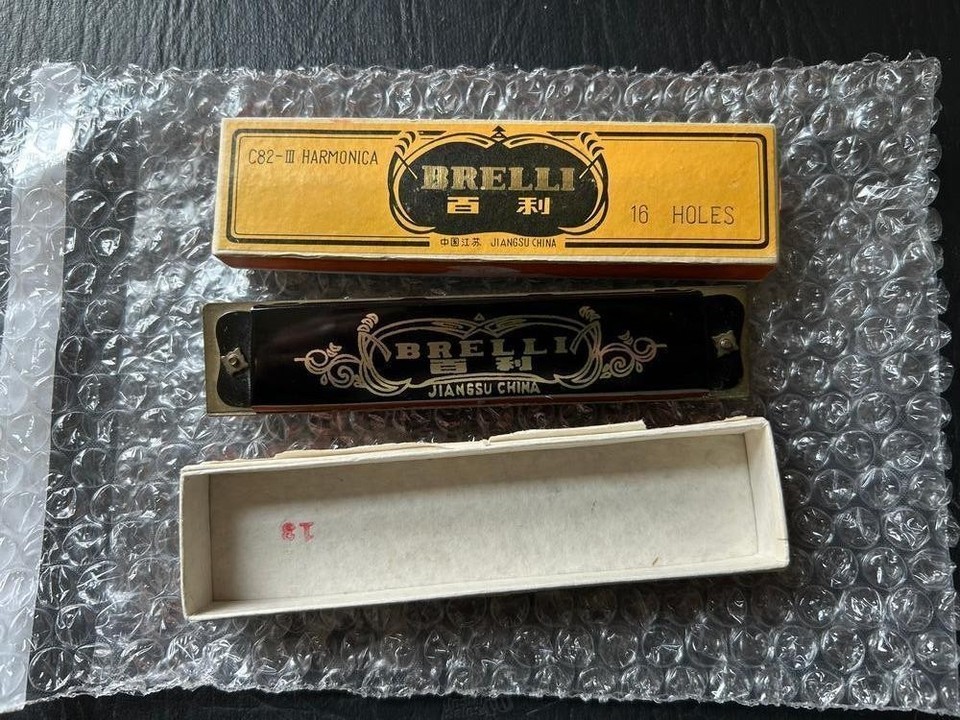 C82-III HARMONICA
BRELLI
百利
16 HOLES
中国江苏 JIANGSU CHINA
BRELLI
百利
JIANGSU CHINA